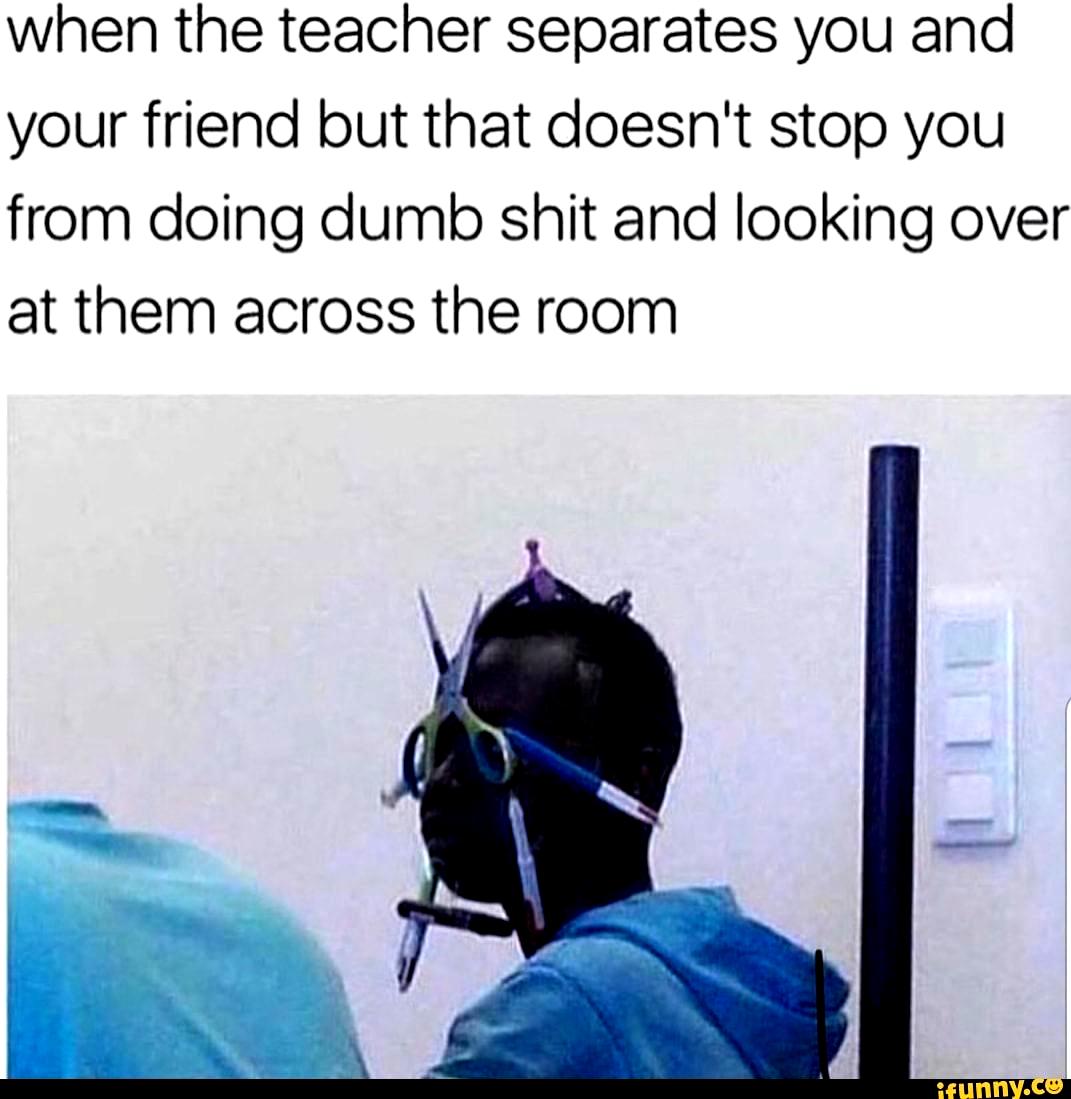 when the teacher separates you and
your friend but that doesn't stop you
from doing dumb shit and looking over
at them across the room
ifunny.co